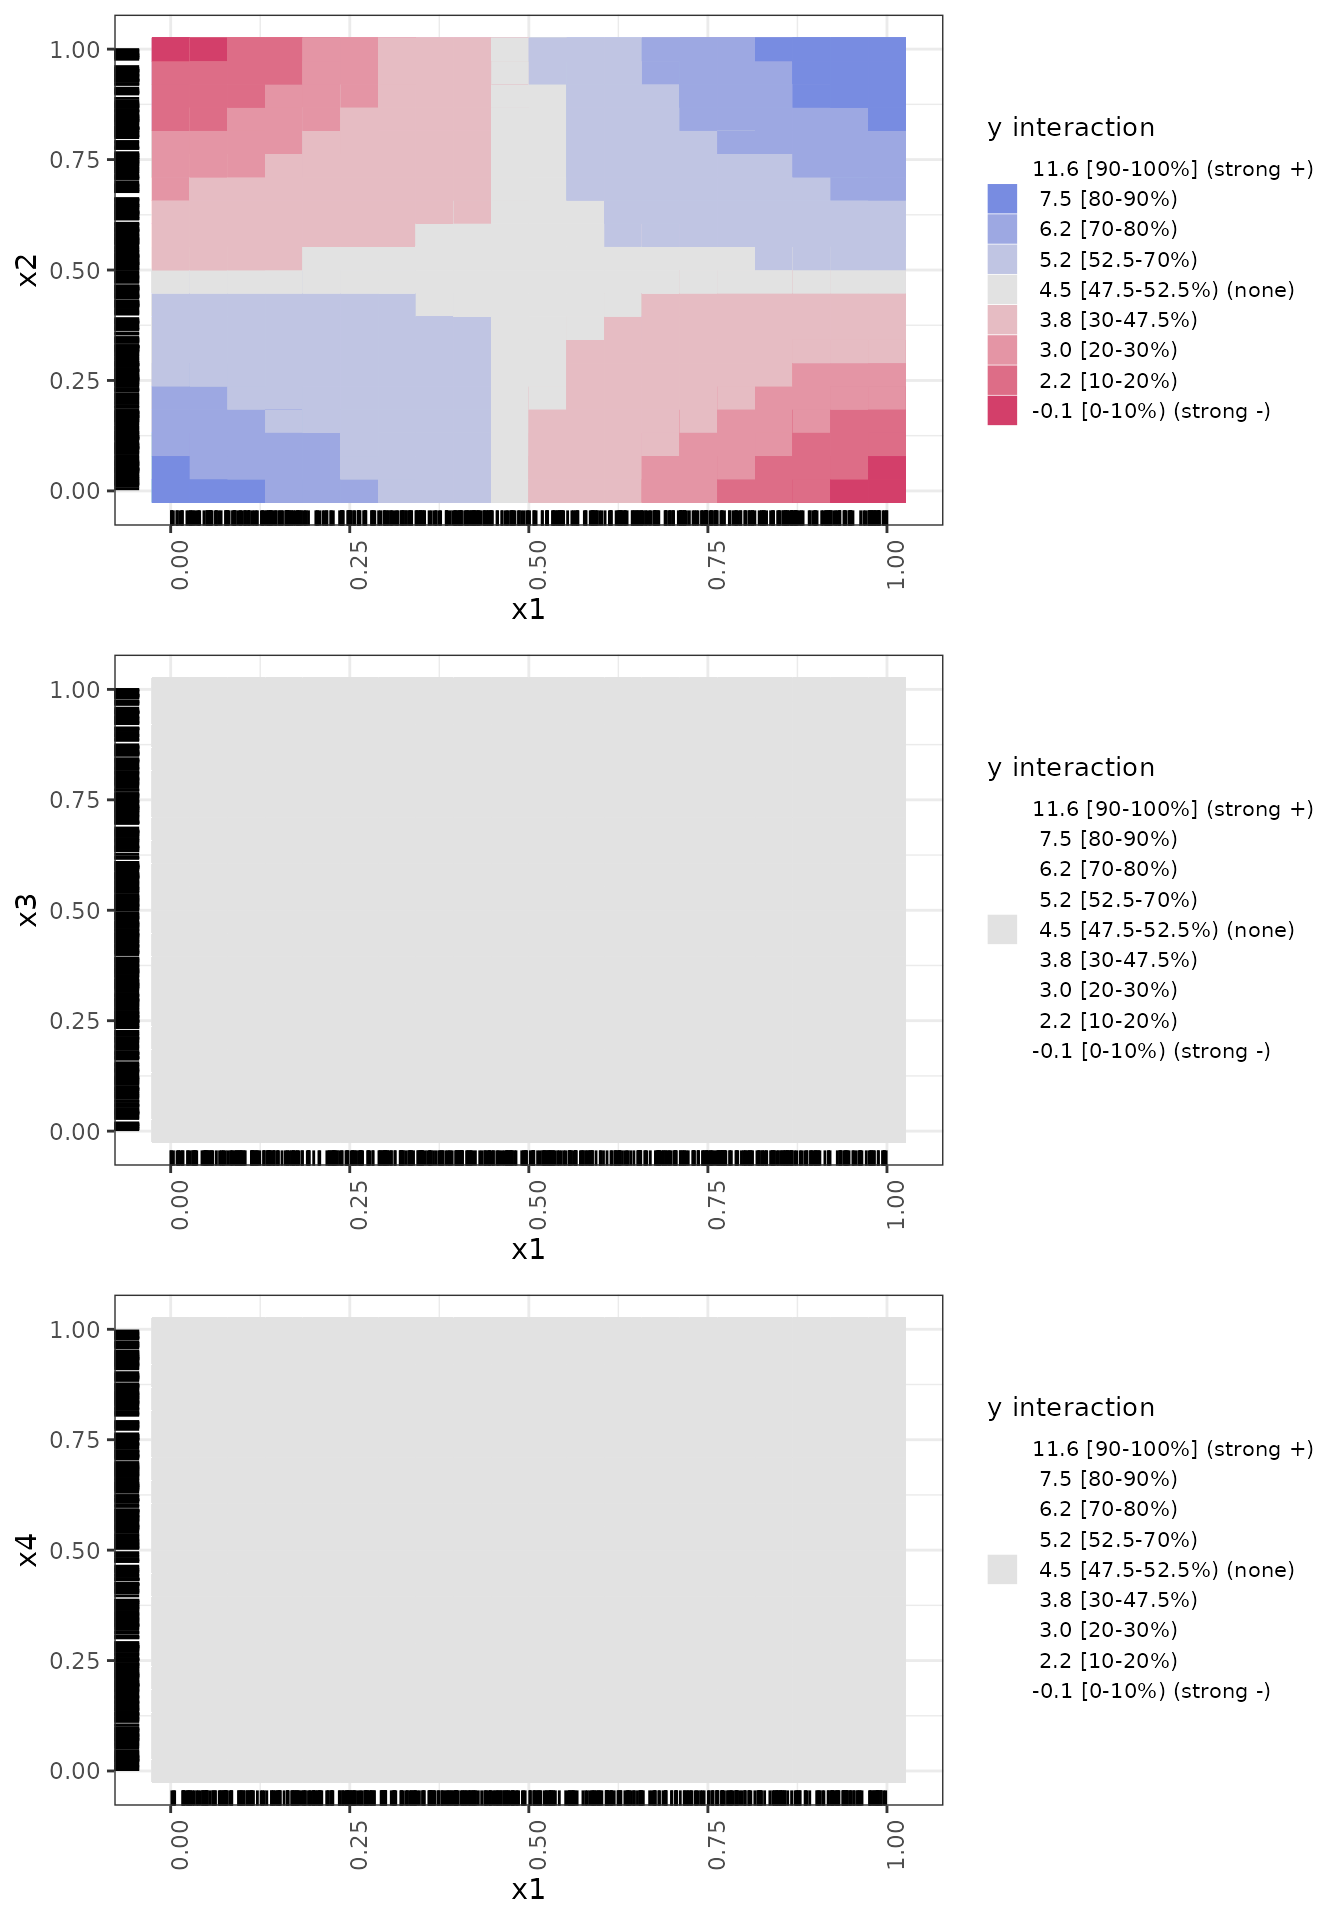 y interaction
11.6 [90-100%] (strong +)
7.5 [80-90%)
6.2 [70-80%)
5.2 [52.5-70%)
4.5 [47.5-52.5%) (none)
3.8 [30-47.5%)
3.0 [20-30%)
2.2 [10-20%)
-0.1 [0-10%) (strong -)
x2
1.00
0.75
0.50
0.25
0.00
0.00 0.25 0.50 0.75 1.00
x1
y interaction
11.6 [90-100%] (strong +)
7.5 [80-90%)
6.2 [70-80%)
5.2 [52.5-70%)
4.5 [47.5-52.5%) (none)
3.8 [30-47.5%)
3.0 [20-30%)
2.2 [10-20%)
-0.1 [0-10%) (strong -)
x3
1.00
0.75
0.50
0.25
0.00
0.00 0.25 0.50 0.75 1.00
x1
y interaction
11.6 [90-100%] (strong +)
7.5 [80-90%)
6.2 [70-80%)
5.2 [52.5-70%)
4.5 [47.5-52.5%) (none)
3.8 [30-47.5%)
3.0 [20-30%)
2.2 [10-20%)
-0.1 [0-10%) (strong -)
x4
1.00
0.75
0.50
0.25
0.00
0.00 0.25 0.50 0.75 1.00
x1